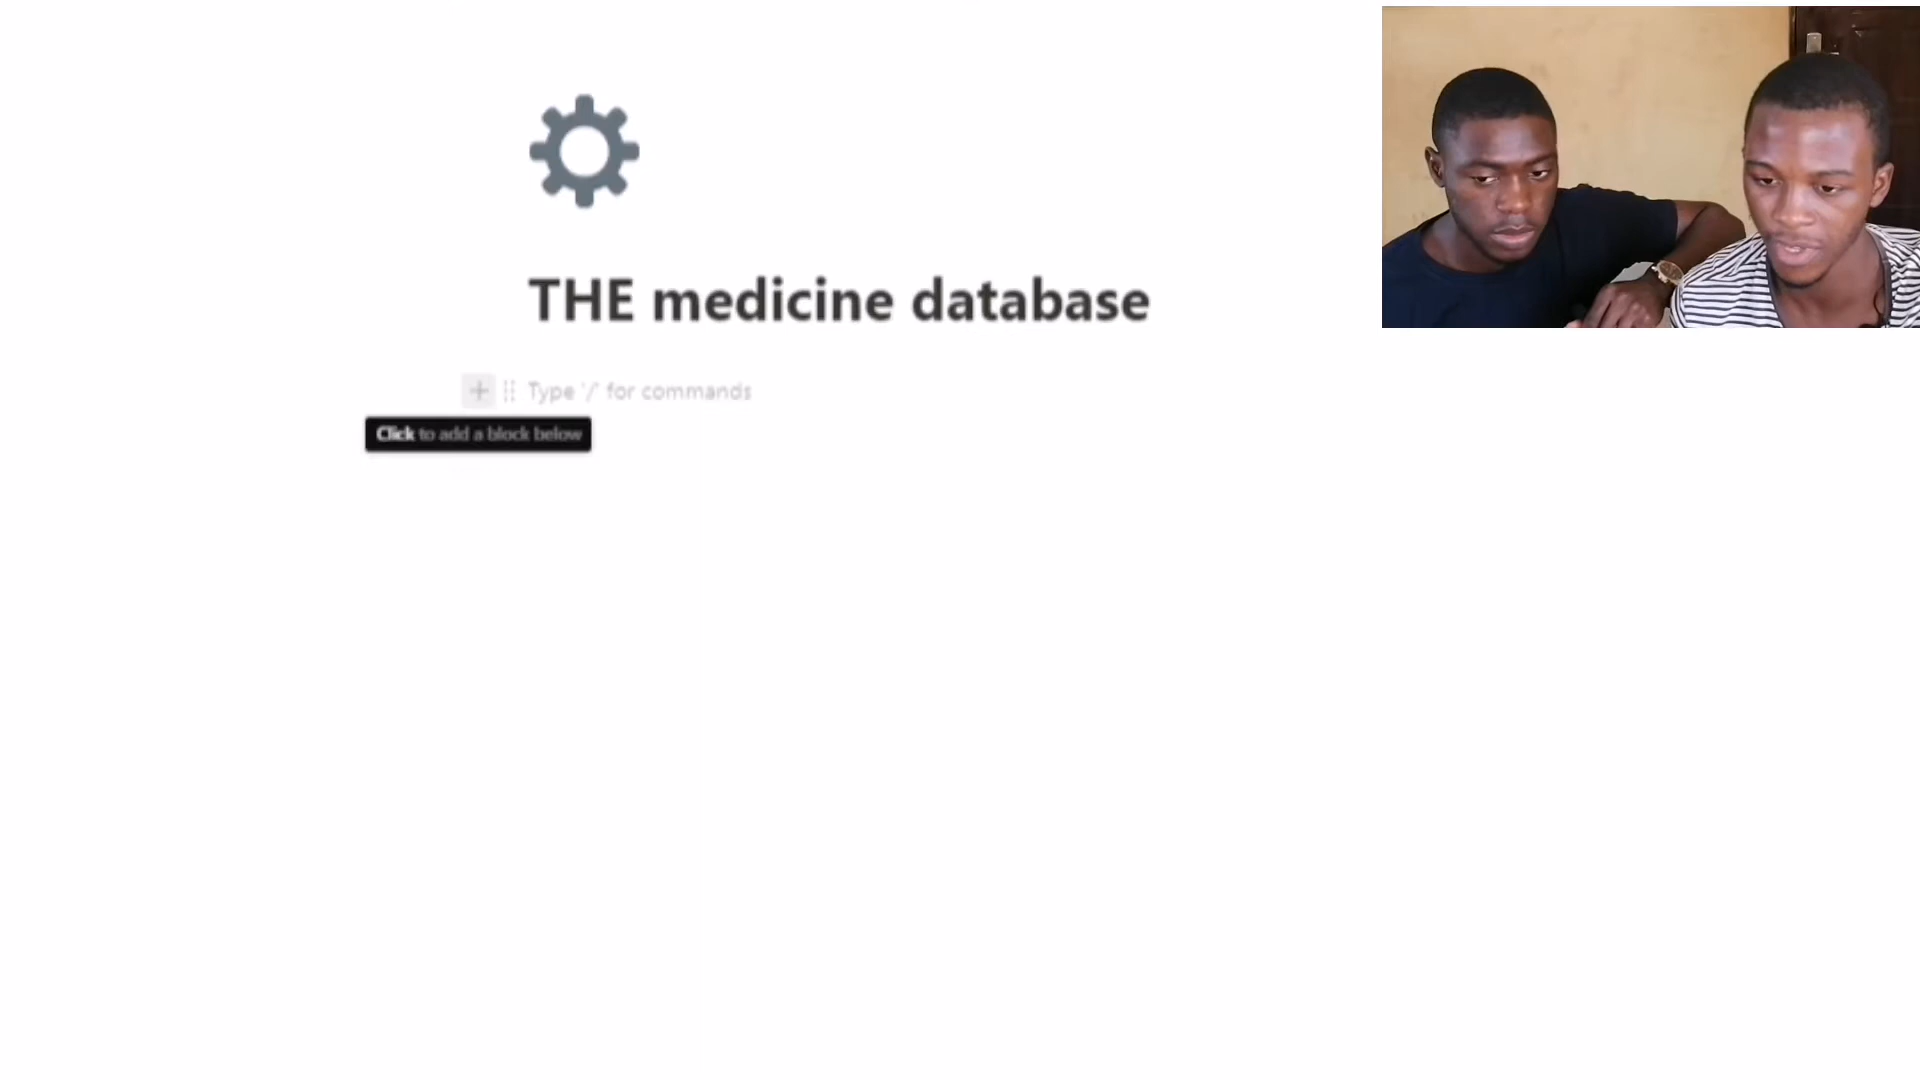 THE medicine database
Type '/' for commands
Click to add a block below